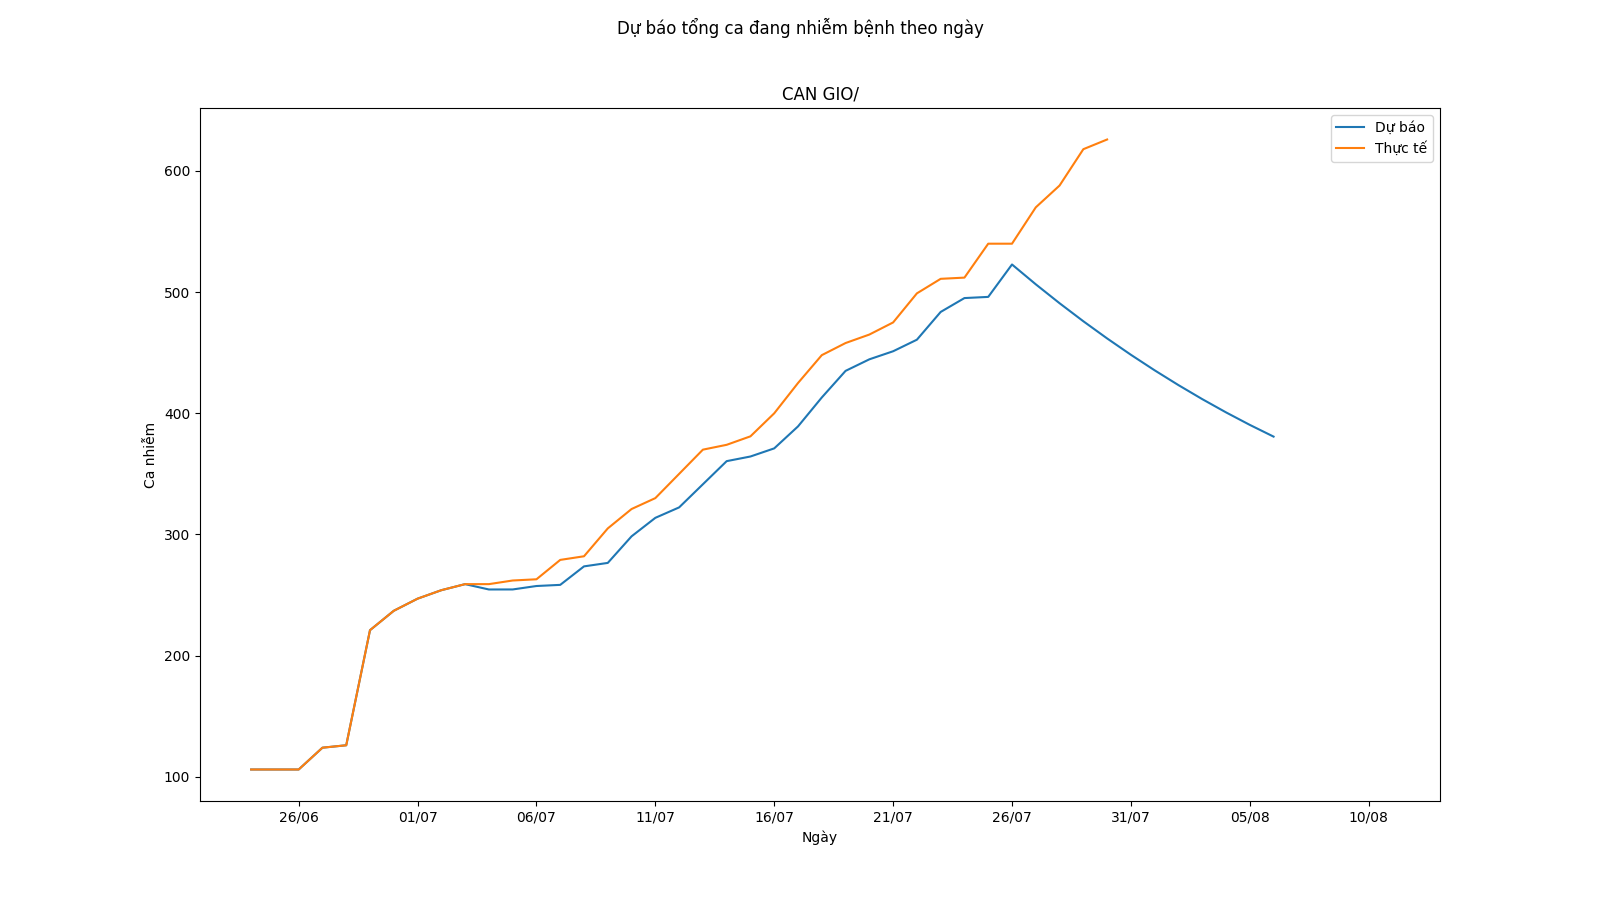 Dự báo tổng ca đang nhiễm bệnh theo ngày
CAN GIO/
Dự báo
Thực tế
600
500
400
300
200
100
Ca nhiễm
26/06 01/07 06/07 11/07 16/07 21/07 26/07 31/07 05/08 10/08
Ngày